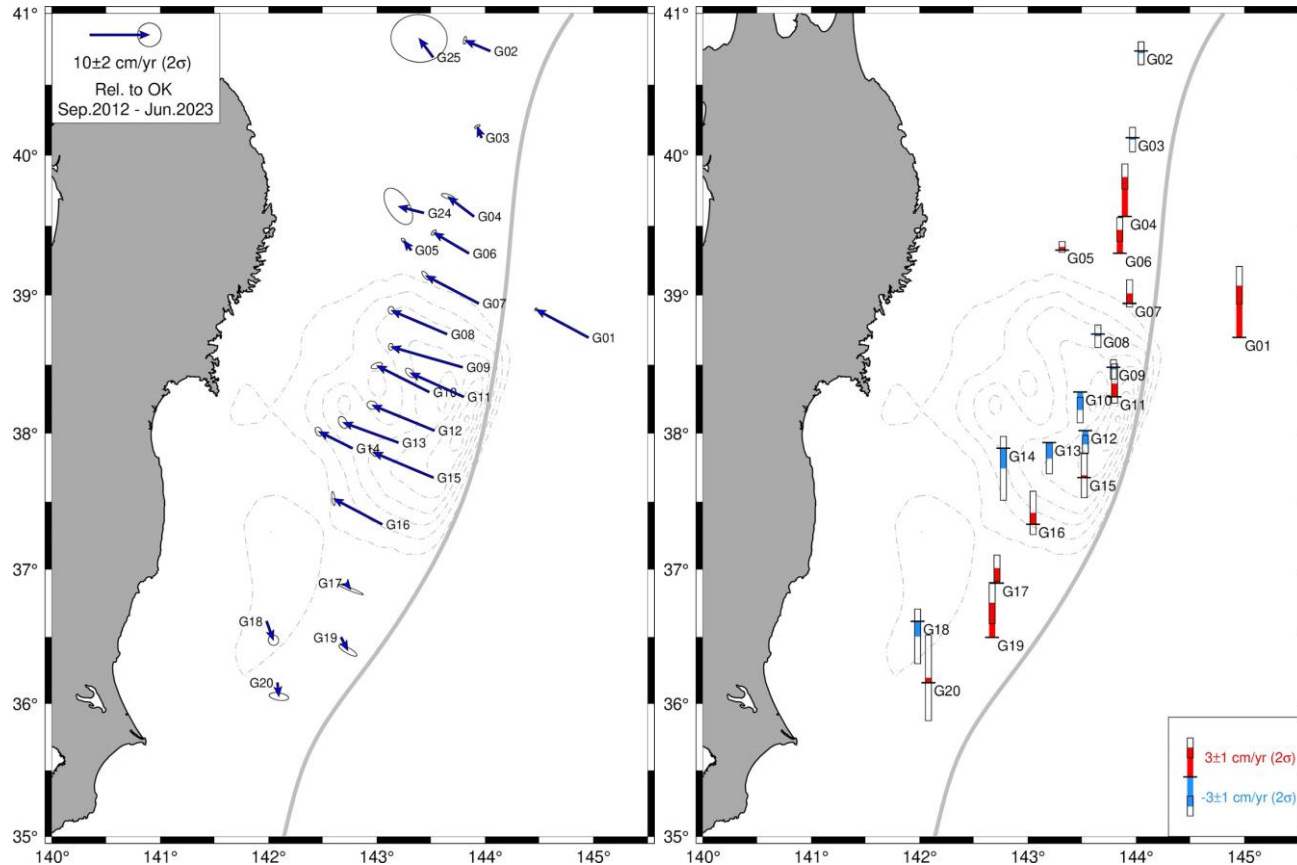 10±2 cm/yr (2σ)
Rel. to OK
Sep.2012 - Jun.2023
G25
G02
G03
G24
G04
G05
G06
G07
G08
G01
G09
G10
G11
G12
G13
G14
G15
G16
G17
G18
G19
G20
41°
40°
39°
38°
37°
36°
35°
140°
141°
142°
143°
144°
145°
G02
G03
G04
G05
G06
G07
G01
G08
G09
G10
G11
G12
G13
G14
G15
G16
G17
G18
G19
G20
3±1 cm/yr (2σ)
-3±1 cm/yr (2σ)
41°
40°
39°
38°
37°
36°
35°
140°
141°
142°
143°
144°
145°